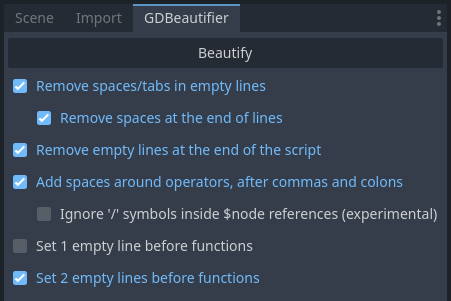 Scene Import GDBeautifier
Beautify
Remove spaces/tabs in empty lines
Remove spaces at the end of lines
Remove empty lines at the end of the script
Add spaces around operators, after commas and colons
Ignore '/' symbols inside $node references (experimental)
Set 1 empty line before functions
Set 2 empty lines before functions